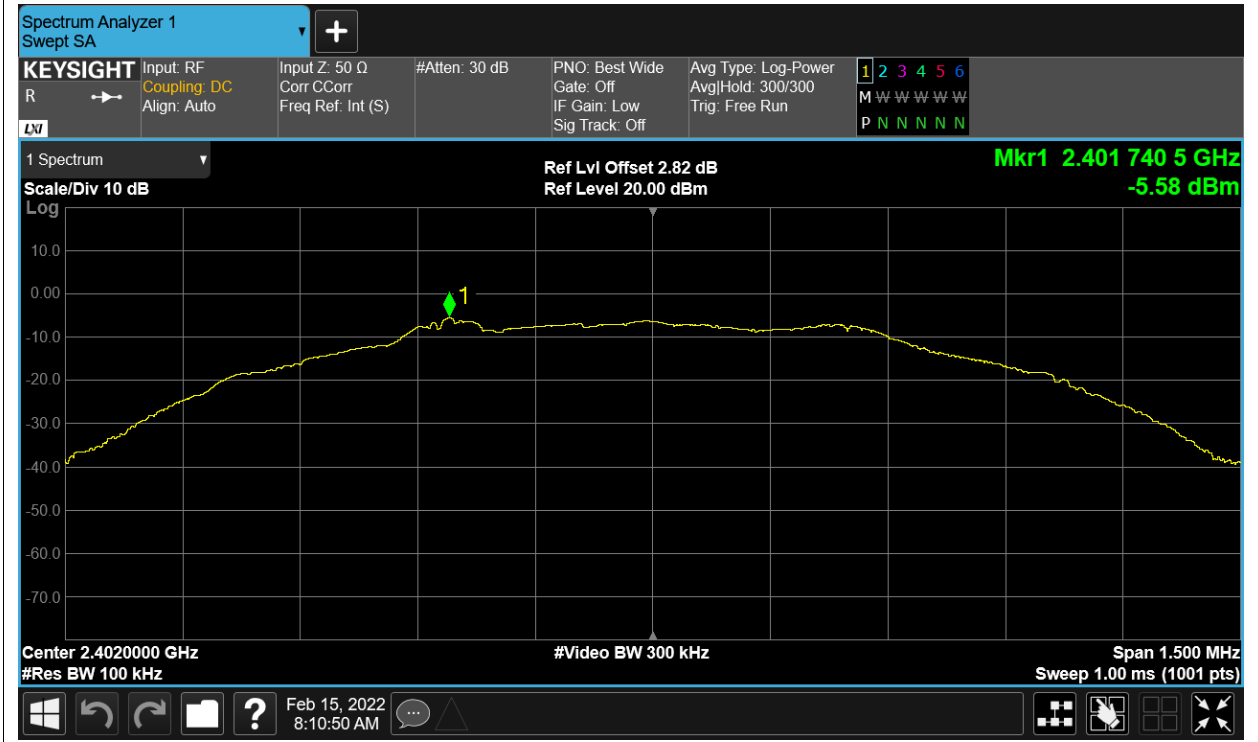 Spectrum Analyzer 1
Swept SA
KEYSIGHT
R
LXI
Input: RF
Coupling: DC
Align: Auto
Input Z: 50 Ω
Corr CCorr
Freq Ref: Int (S)
#Atten: 30 dB
PNO: Best Wide
Gate: Off
IF Gain: Low
Sig Track: Off
Avg Type: Log-Power
Avg|Hold: 300/300
Trig: Free Run
1 2 3 4 5 6
M W W W W W
P N N N N N
1 Spectrum
Scale/Div 10 dB
Ref Lvl Offset 2.82 dB
Ref Level 20.00 dBm
Mkr1 2.401 740 5 GHz
-5.58 dBm
Log
10.0
0.00
1
-10.0
-20.0
-30.0
-40.0
-50.0
-60.0
-70.0
Center 2.4020000 GHz
#Video BW 300 kHz
Span 1.500 MHz
#Res BW 100 kHz
Sweep 1.00 ms (1001 pts)
?
Feb 15, 2022
8:10:50 AM